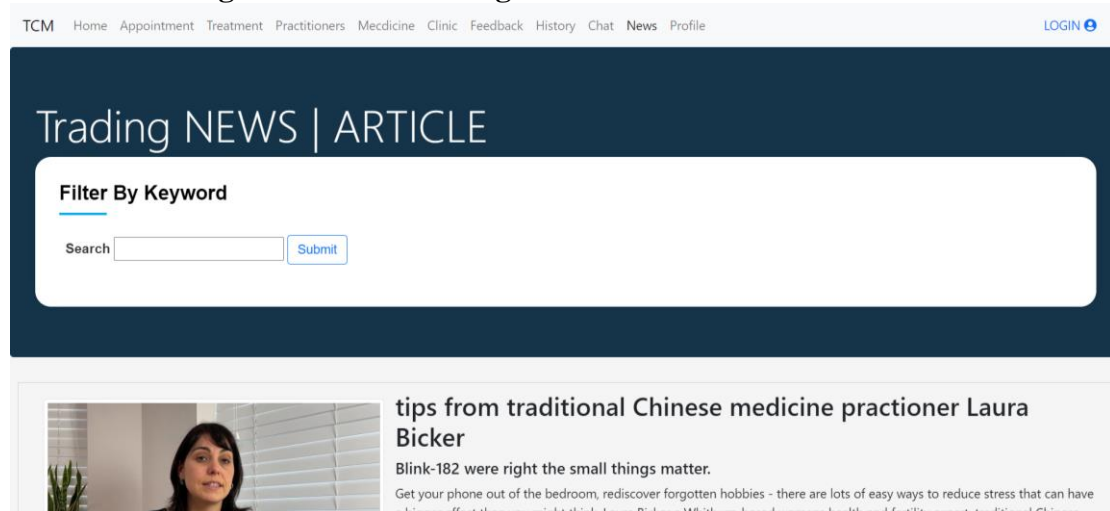 TCM Home Appointment Treatment Practitioners Mecdicine Clinic Feedback History Chat News Profile LOGIN
Trading NEWS | ARTICLE
Filter By Keyword
Search Submit
tips from traditional Chinese medicine practioner Laura
Bicker
Blink-182 were right the small things matter.
Get your phone out of the bedroom, rediscover forgotten hobbies - there are lots of easy ways to reduce stress that can have